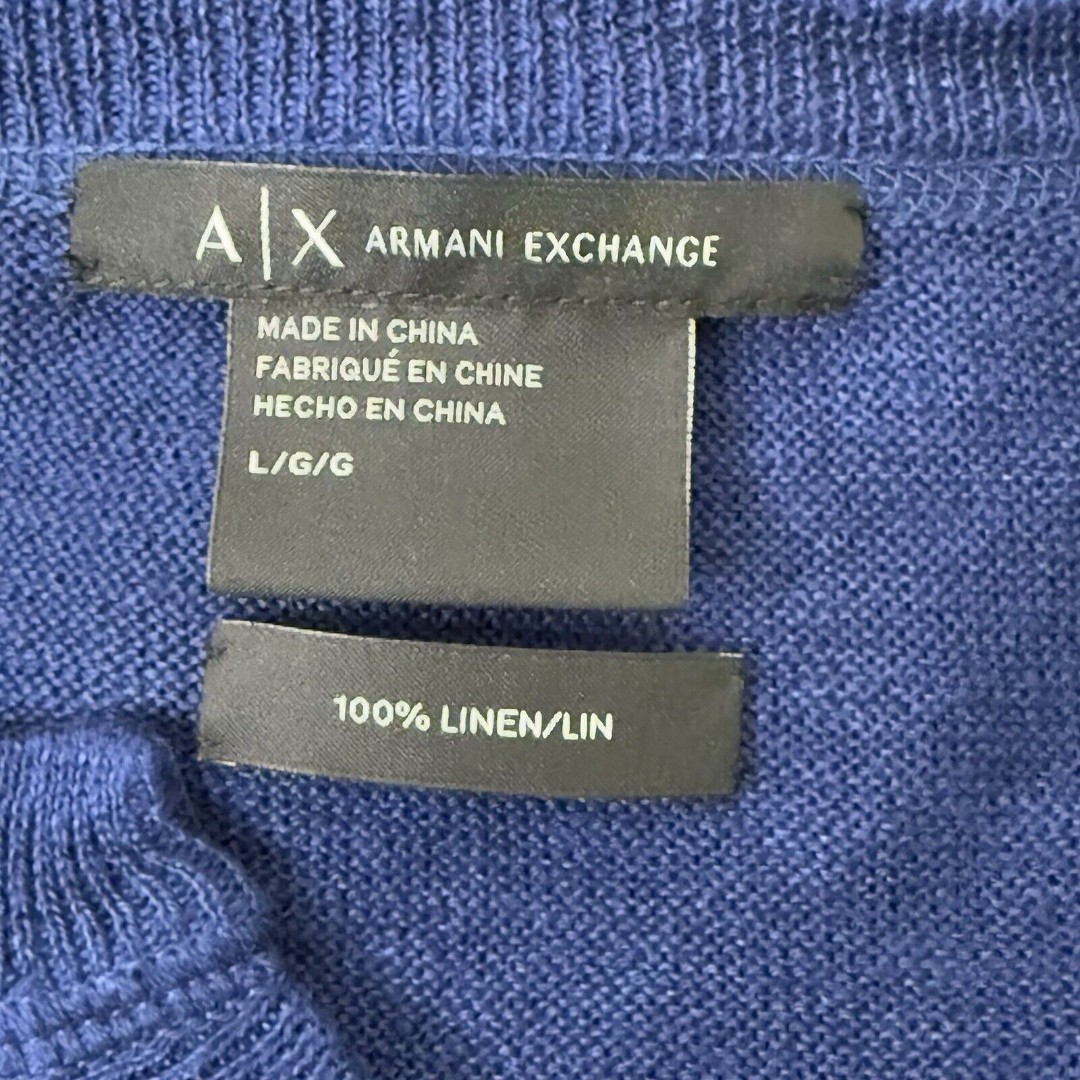 A|X ARMANI EXCHANGE
MADE IN CHINA
FABRIQUÉ EN CHINE
HECHO EN CHINA
L/G/G
100% LINEN/LIN